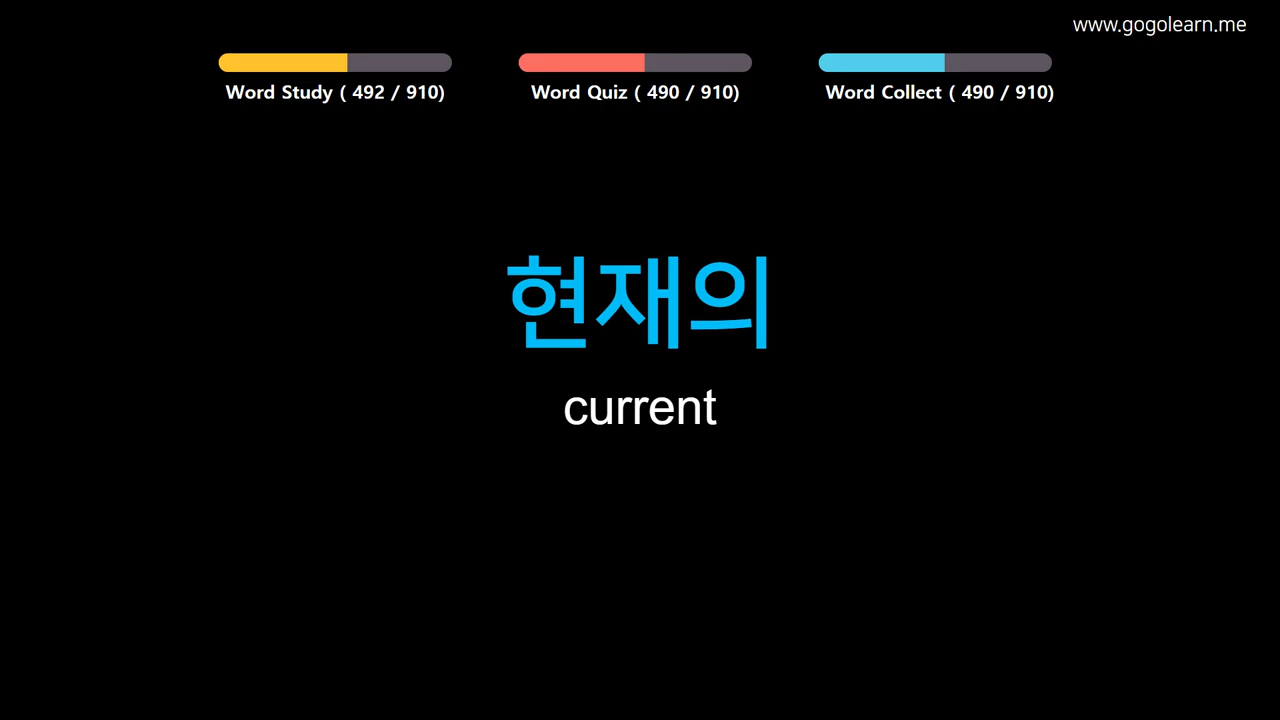 www.gogolearn.me
Word Study ( 492 / 910)
Word Quiz ( 490 / 910)
Word Collect ( 490 / 910)
현재의
current